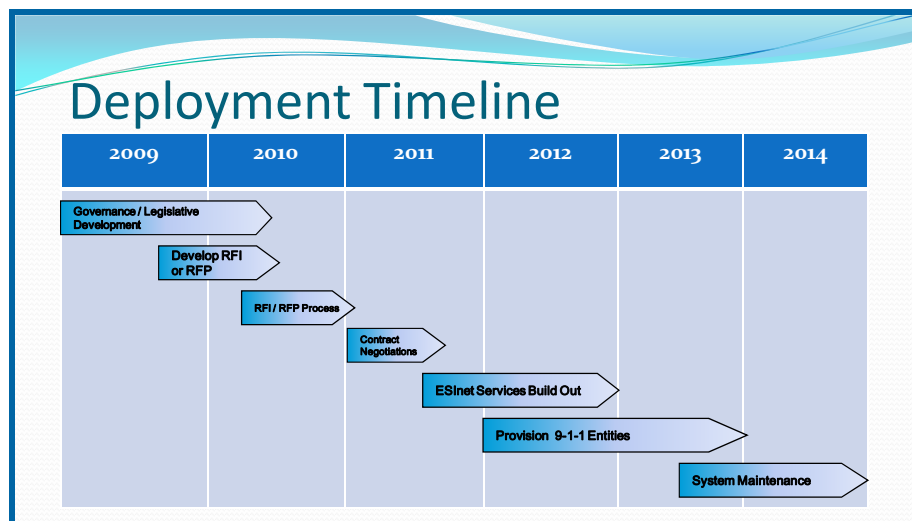 Deployment Timeline
2009 2010 2011 2012 2013 2014
Governance / Legislative
Development
Develop RFI
or RFP
RFI / RFP Process
Contract
Negotiations
ESInet Services Build Out
Provision 9-1-1 Entities
System Maintenance